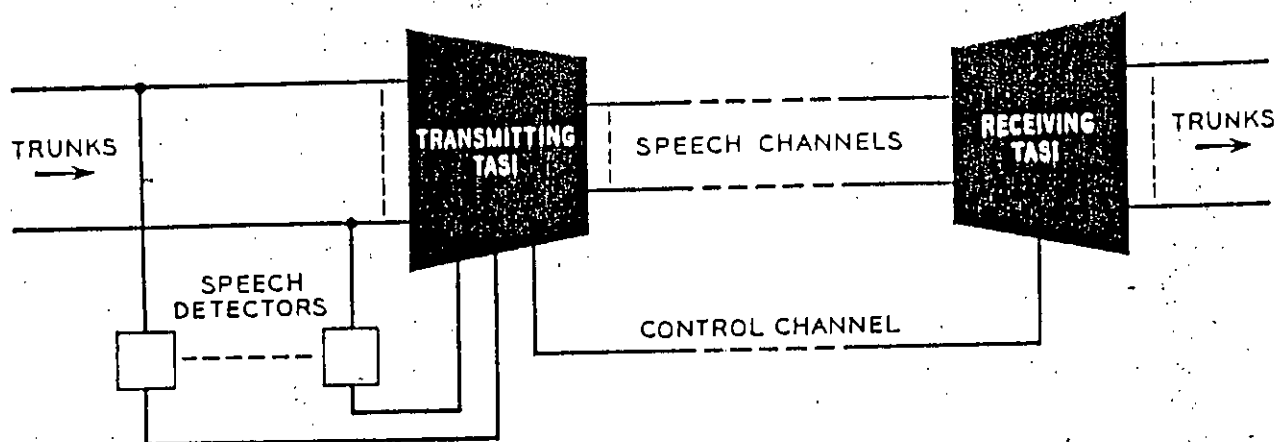 TRUNKS
TRANSMITTING
TASI
SPEECH CHANNELS
RECEIVING
TASI
TRUNKS
SPEECH
DETECTORS
CONTROL CHANNEL